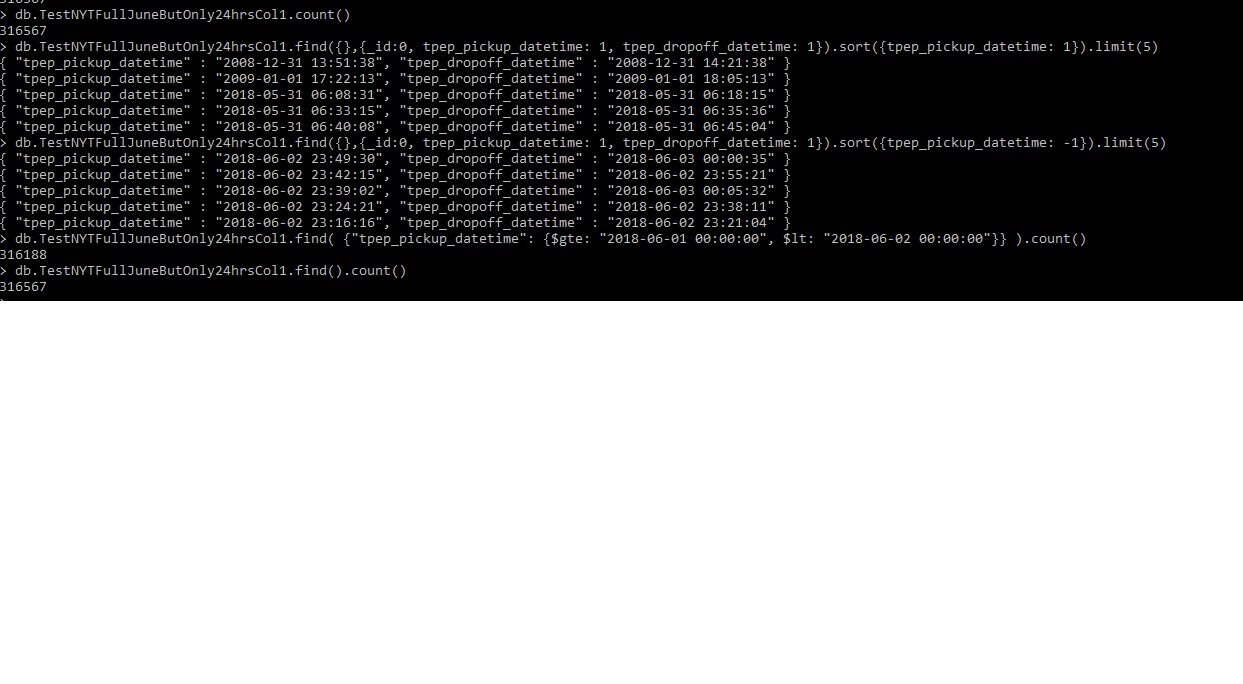 316567
> db.TestNYTFullJuneButOnly24hrsCol1.count()
316567
> db.TestNYTFullJuneButOnly24hrsCol1.find({},{_id:0, tpep_pickup_datetime: 1, tpep_dropoff_datetime: 1}).sort({tpep_pickup_datetime: 1}).limit(5)
{ "tpep_pickup_datetime" : "2008-12-31 13:51:38", "tpep_dropoff_datetime" : "2008-12-31 14:21:38" }
{ "tpep_pickup_datetime" : "2009-01-01 17:22:13", "tpep_dropoff_datetime" : "2009-01-01 18:05:13" }
{ "tpep_pickup_datetime" : "2018-05-31 06:08:31", "tpep_dropoff_datetime" : "2018-05-31 06:18:15" }
{ "tpep_pickup_datetime" : "2018-05-31 06:33:15", "tpep_dropoff_datetime" : "2018-05-31 06:35:36" }
{ "tpep_pickup_datetime" : "2018-05-31 06:40:08", "tpep_dropoff_datetime" : "2018-05-31 06:45:04" }
> db.TestNYTFullJuneButOnly24hrsCol1.find({},{_id:0, tpep_pickup_datetime: 1, tpep_dropoff_datetime: 1}).sort({tpep_pickup_datetime: -1}).limit(5)
{ "tpep_pickup_datetime" : "2018-06-02 23:49:30", "tpep_dropoff_datetime" : "2018-06-03 00:00:35" }
{ "tpep_pickup_datetime" : "2018-06-02 23:42:15", "tpep_dropoff_datetime" : "2018-06-02 23:55:21" }
{ "tpep_pickup_datetime" : "2018-06-02 23:39:02", "tpep_dropoff_datetime" : "2018-06-03 00:05:32" }
{ "tpep_pickup_datetime" : "2018-06-02 23:24:21", "tpep_dropoff_datetime" : "2018-06-02 23:38:11" }
{ "tpep_pickup_datetime" : "2018-06-02 23:16:16", "tpep_dropoff_datetime" : "2018-06-02 23:21:04" }
> db.TestNYTFullJuneButOnly24hrsCol1.find( {"tpep_pickup_datetime": {$gte: "2018-06-01 00:00:00", $lt: "2018-06-02 00:00:00"}} ).count()
316188
> db.TestNYTFullJuneButOnly24hrsCol1.find().count()
316567